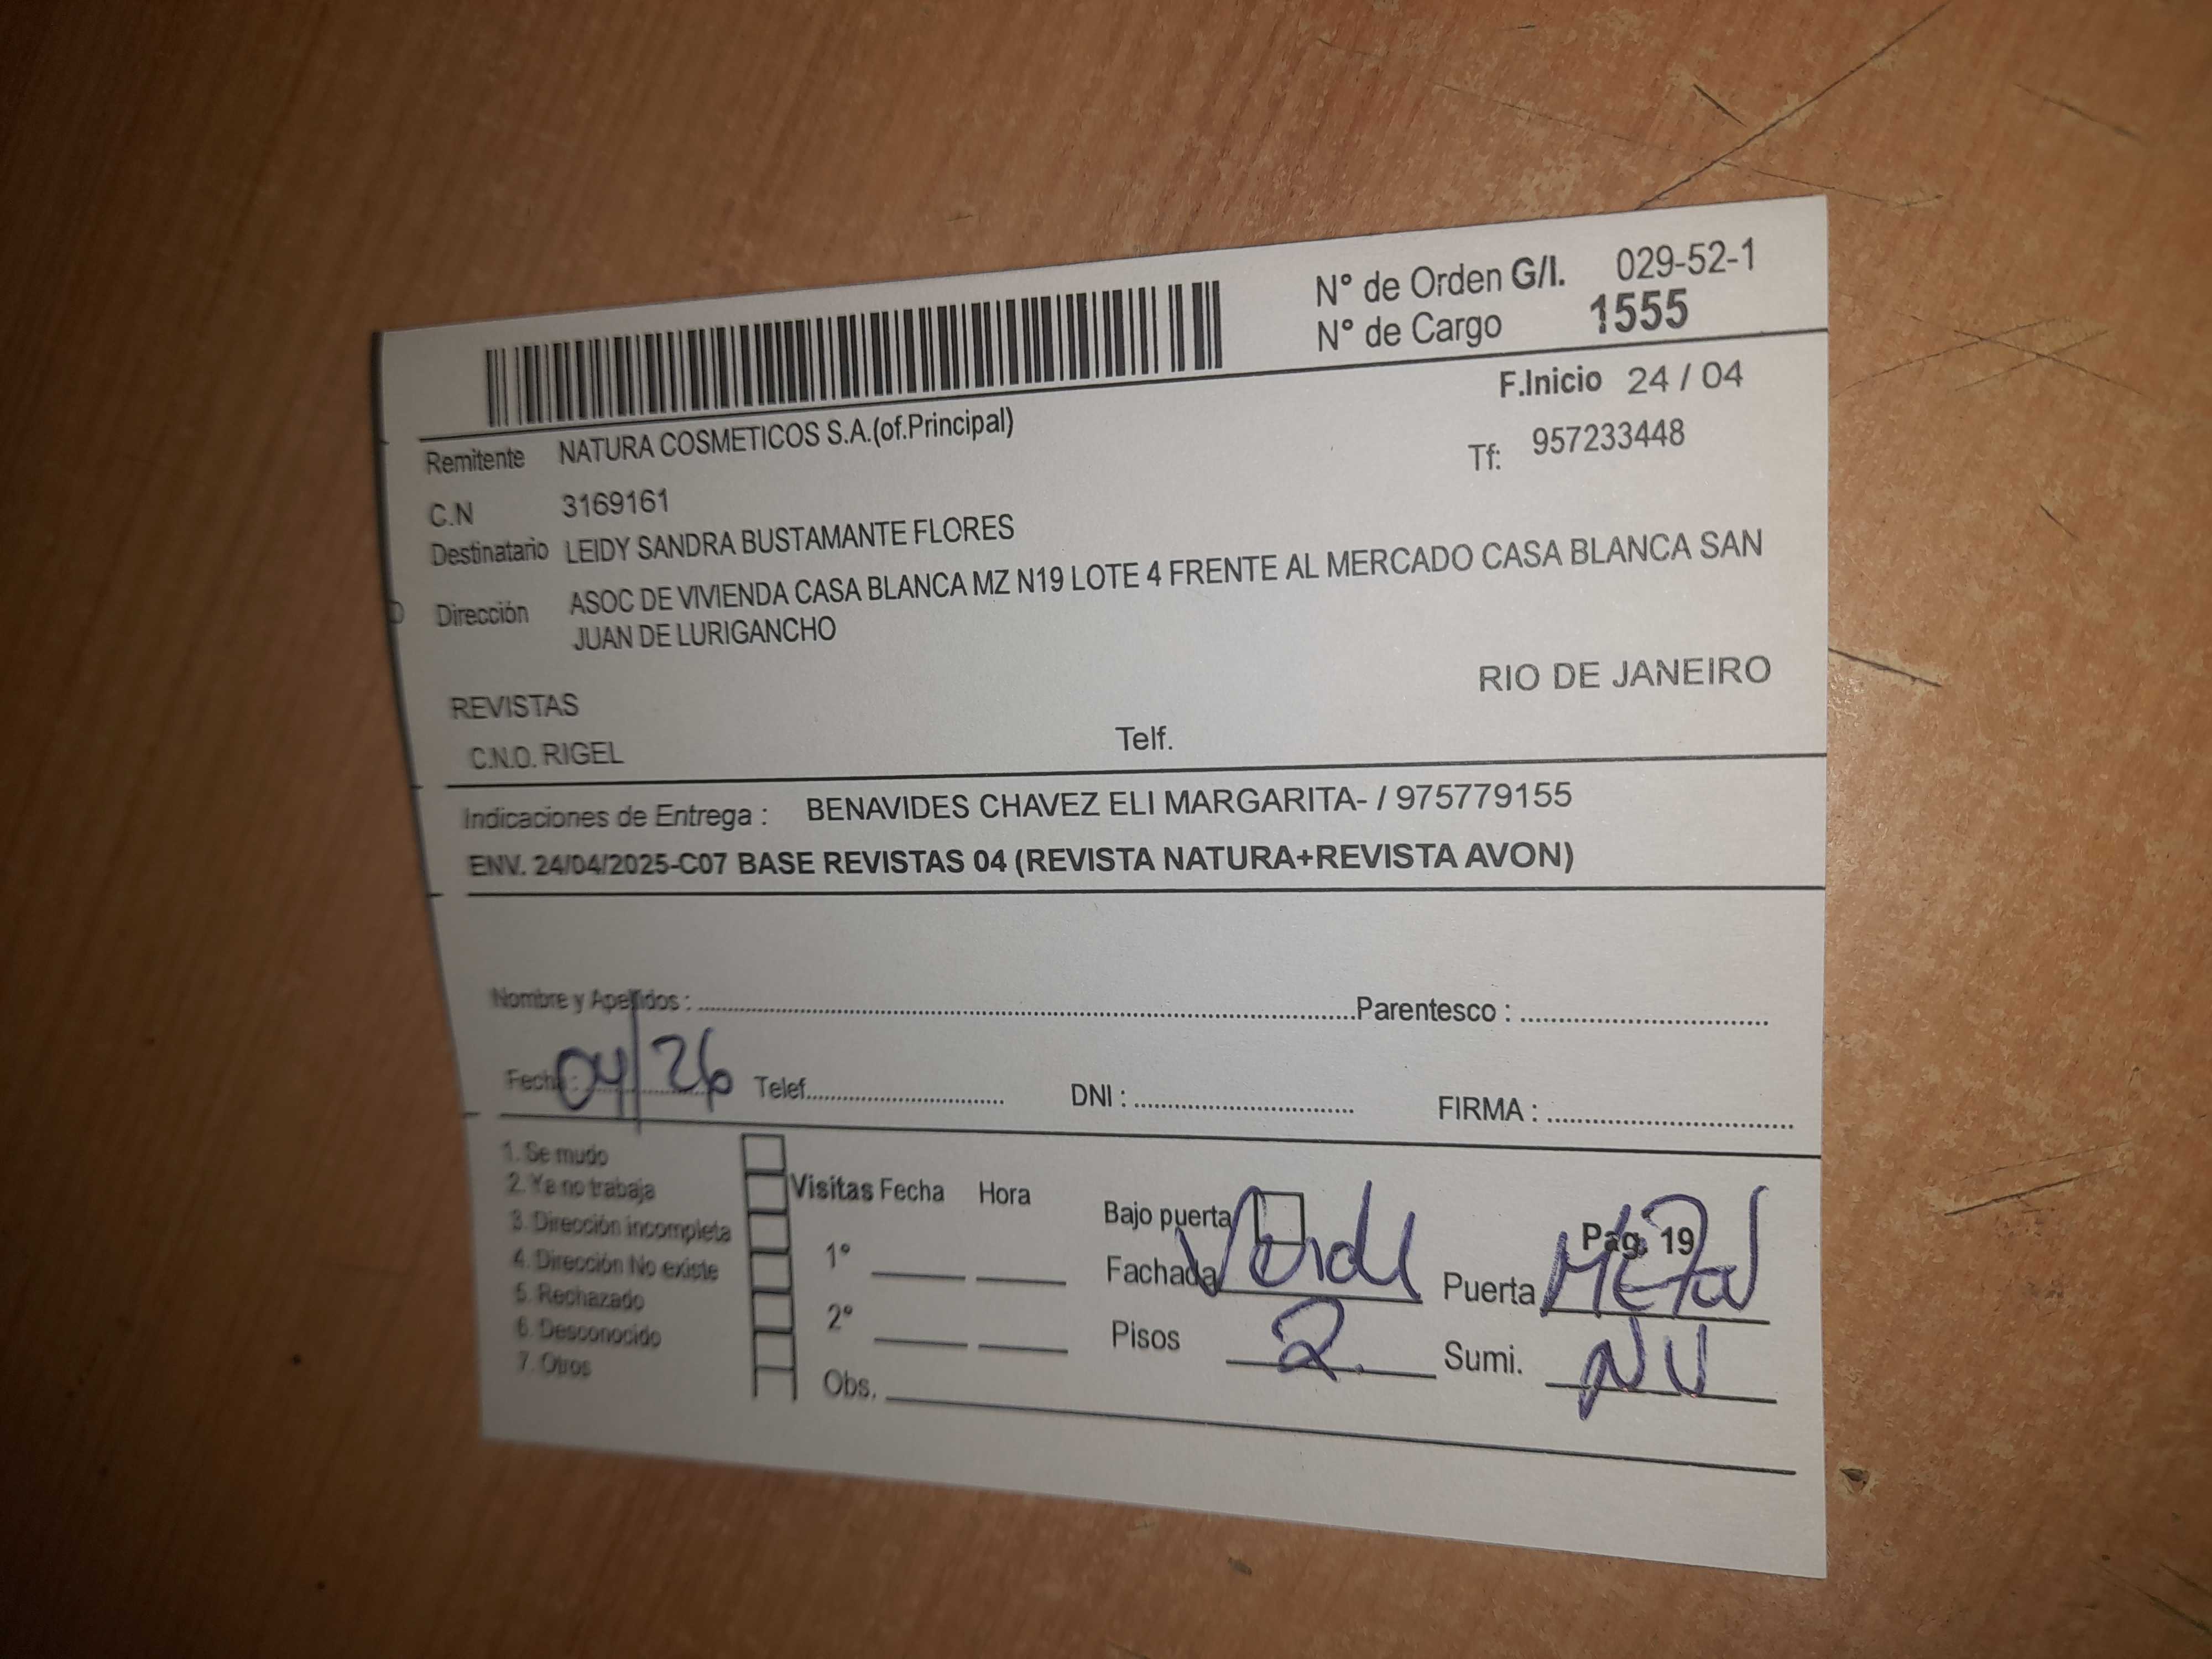 N° de Orden G/I. 029-52-1
N° de Cargo 1555
F.Inicio 24 / 04
Remitente NATURA COSMETICOS S.A.(of.Principal)
Tf: 957233448
C.N 3169161
Destinatario LEIDY SANDRA BUSTAMANTE FLORES
Dirección ASOC DE VIVIENDA CASA BLANCA MZ N19 LOTE 4 FRENTE AL MERCADO CASA BLANCA SAN
JUAN DE LURIGANCHO
RIO DE JANEIRO
REVISTAS
C.N.O. RIGEL Telf.
Indicaciones de Entrega : BENAVIDES CHAVEZ ELI MARGARITA- / 975779155
ENV. 24/04/2025-C07 BASE REVISTAS 04 (REVISTA NATURA+REVISTA AVON)
Nombre y Apellidos : Parentesco :
Fecha : 04/26 Telef. DNI : FIRMA :
1. Se mudo
2. Ya no trabaja
3. Dirección incompleta
4. Dirección No existe
5. Rechazado
6. Desconocido
7. Otros
Visitas Fecha Hora
1°
2°
Obs.
Bajo puerta Pag. 19
Fachada Verde Puerta Metal
Pisos 2 Sumi. NV